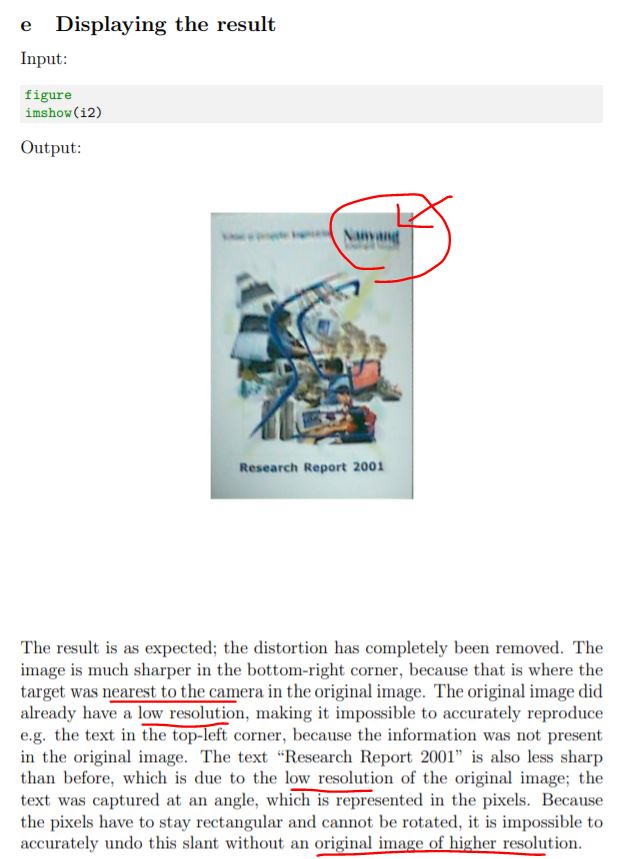 e Displaying the result
Input:
figure
imshow(i2)
Output:
Nanyang
Research Report 2001
The result is as expected; the distortion has completely been removed. The
image is much sharper in the bottom-right corner, because that is where the
target was nearest to the camera in the original image. The original image did
already have a low resolution, making it impossible to accurately reproduce
e.g. the text in the top-left corner, because the information was not present
in the original image. The text “Research Report 2001” is also less sharp
than before, which is due to the low resolution of the original image; the
text was captured at an angle, which is represented in the pixels. Because
the pixels have to stay rectangular and cannot be rotated, it is impossible to
accurately undo this slant without an original image of higher resolution.